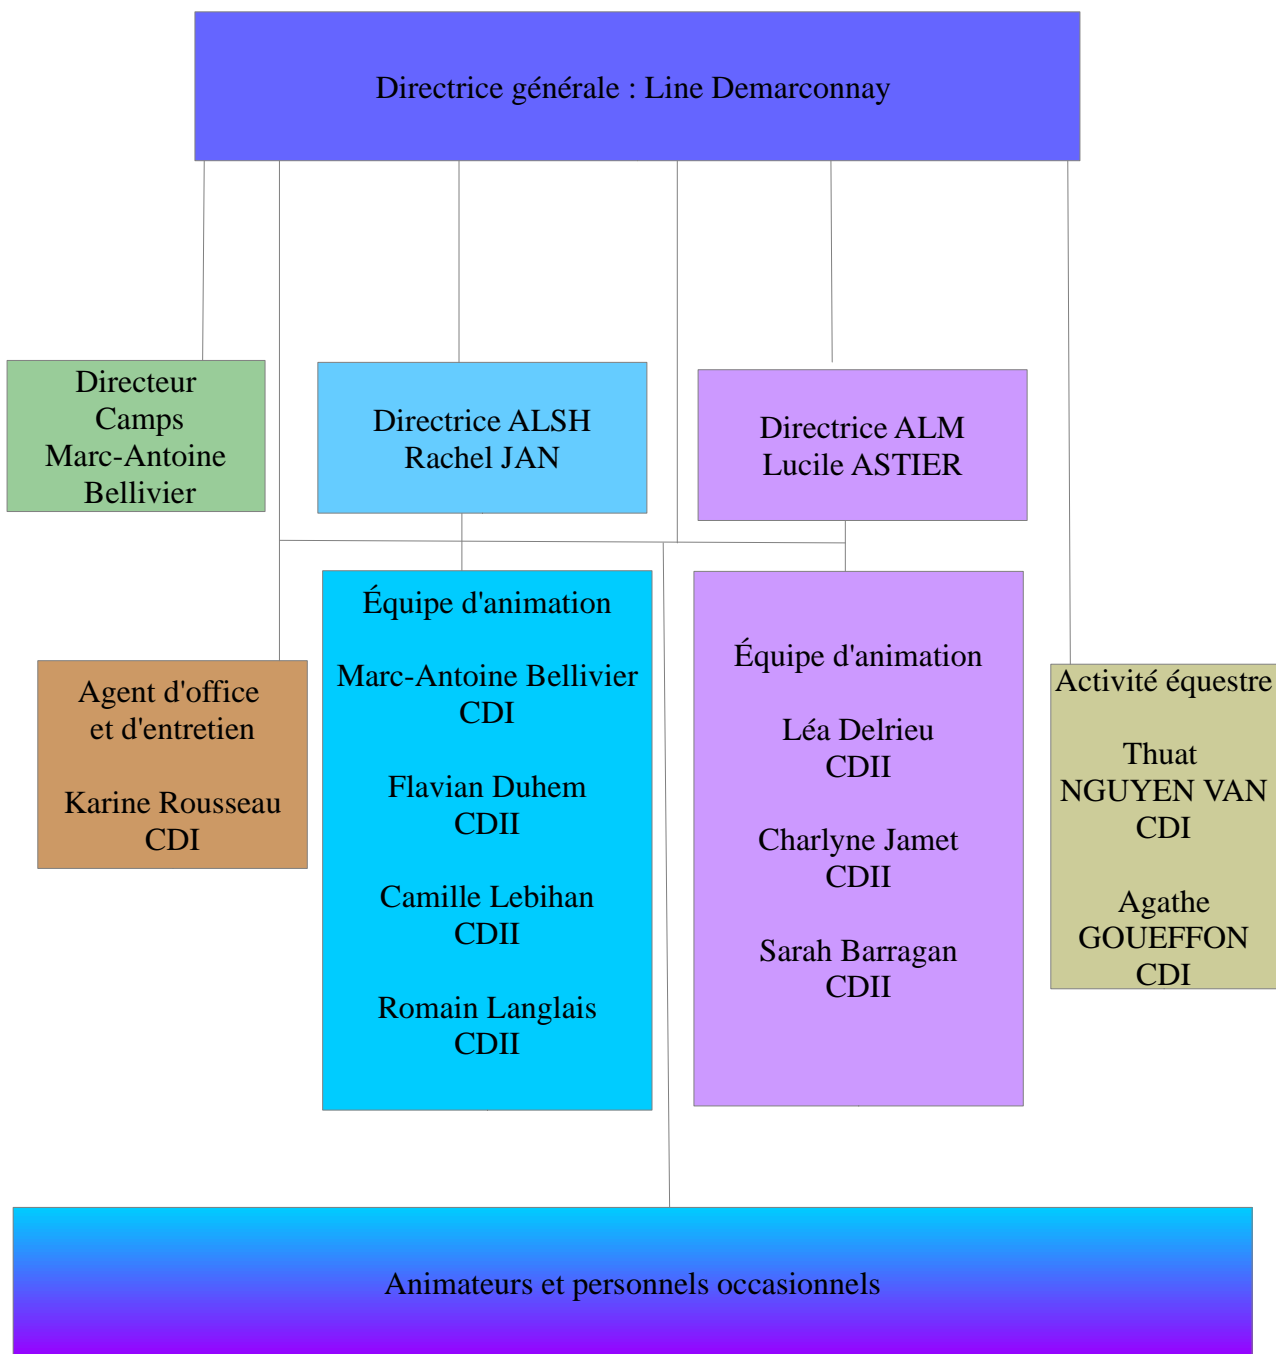 Directrice générale : Line Demarconnay
Directeur
Camps
Marc-Antoine
Bellivier
Directrice ALSH
Rachel JAN
Directrice ALM
Lucile ASTIER
Agent d'office
et d'entretien
Karine Rousseau
CDI
Équipe d'animation
Marc-Antoine Bellivier
CDI
Flavian Duhem
CDII
Camille Lebihan
CDII
Romain Langlais
CDII
Équipe d'animation
Léa Delrieu
CDII
Charlyne Jamet
CDII
Sarah Barragan
CDII
Activité équestre
Thuat
NGUYEN VAN
CDI
Agathe
GOUEFFON
CDI
Animateurs et personnels occasionnels